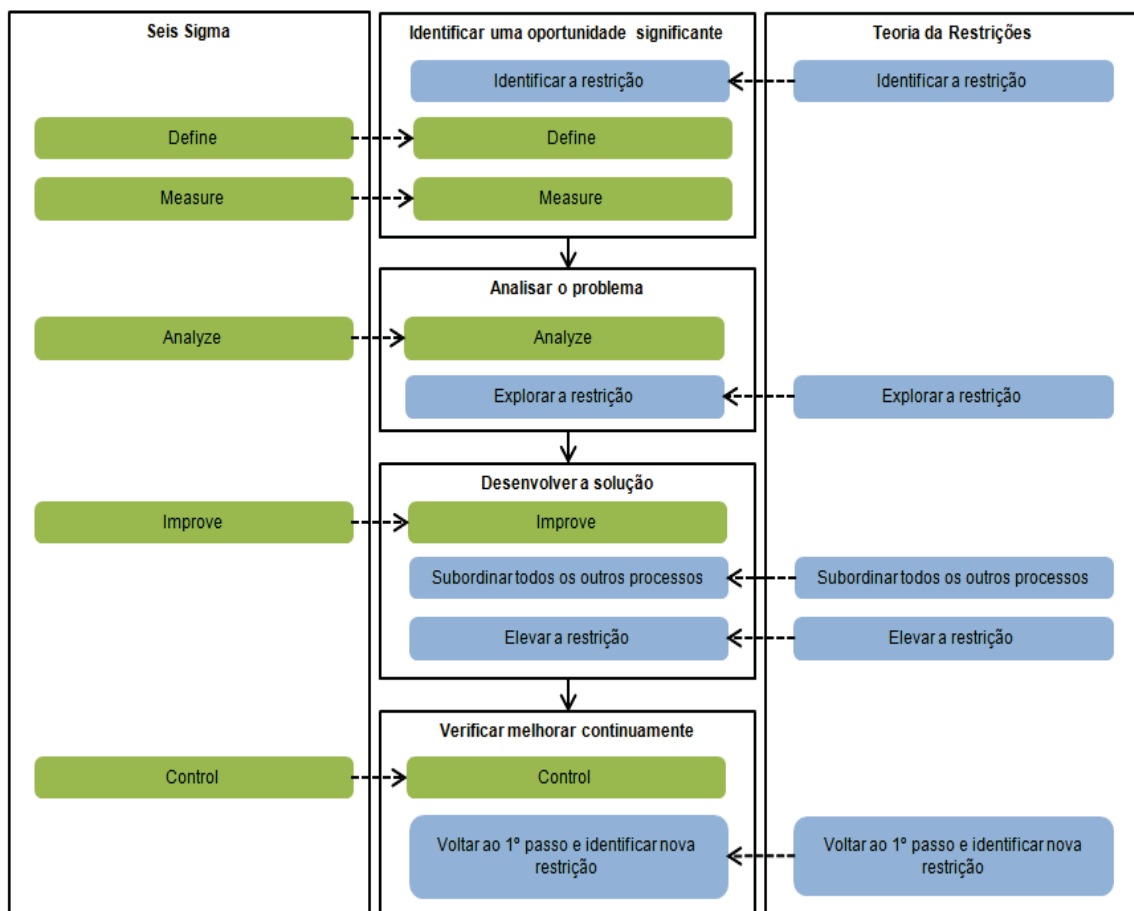 Seis Sigma
Identificar uma oportunidade significante
Teoria da Restrições
Identificar a restrição
Identificar a restrição
Define
Define
Measure
Measure
Analisar o problema
Analyze
Analyze
Explorar a restrição
Explorar a restrição
Desenvolver a solução
Improve
Improve
Subordinar todos os outros processos
Subordinar todos os outros processos
Elevar a restrição
Elevar a restrição
Verificar melhorar continuamente
Control
Control
Voltar ao 1º passo e identificar nova
restrição
Voltar ao 1º passo e identificar nova
restrição